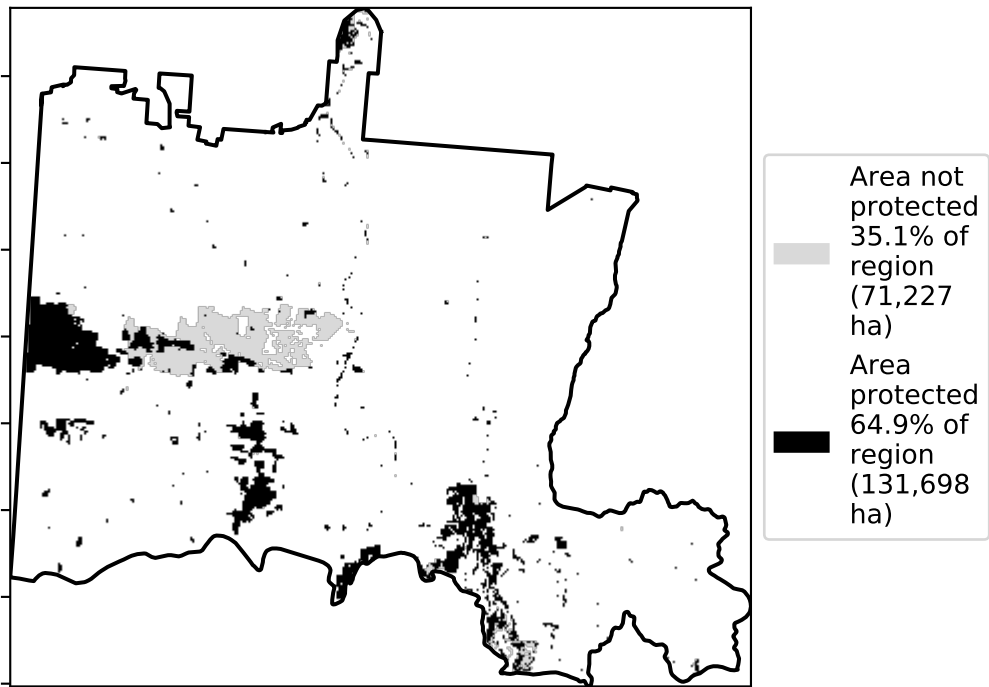 Area not
protected
35.1% of
region
(71,227
ha)
Area
protected
64.9% of
region
(131,698
ha)